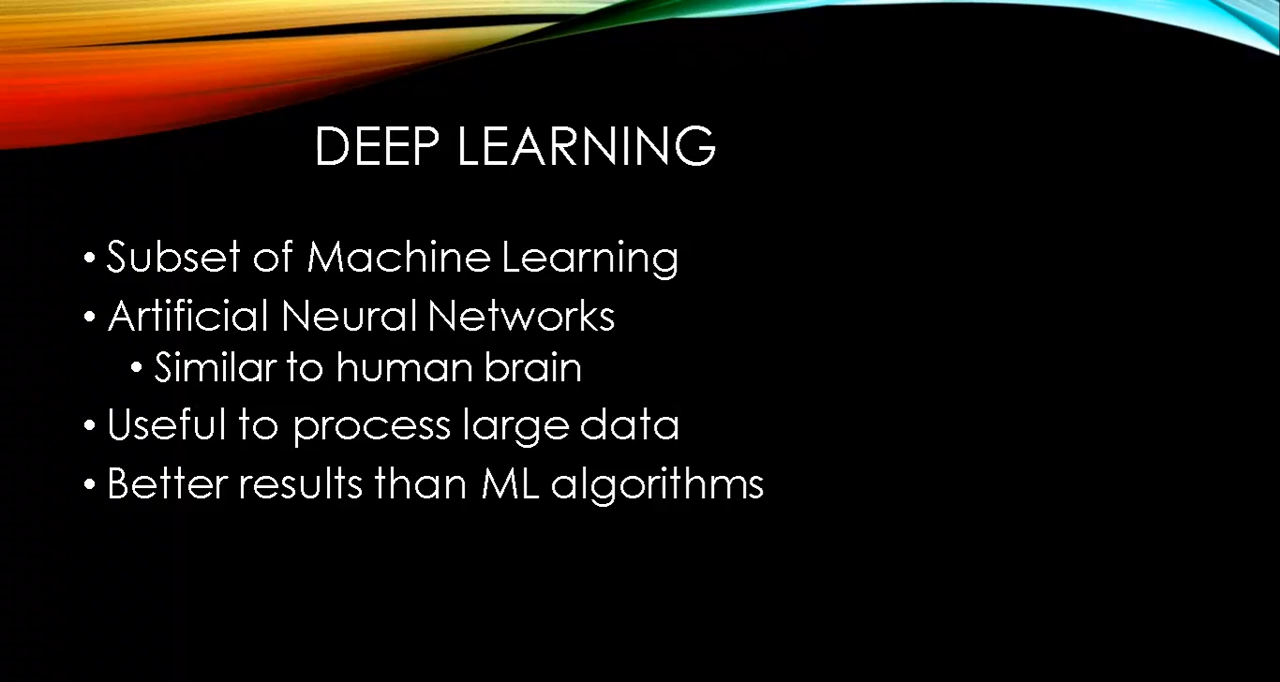 DEEP LEARNING
• Subset of Machine Learning
• Artificial Neural Networks
• Similar to human brain
• Useful to process large data
• Better results than ML algorithms